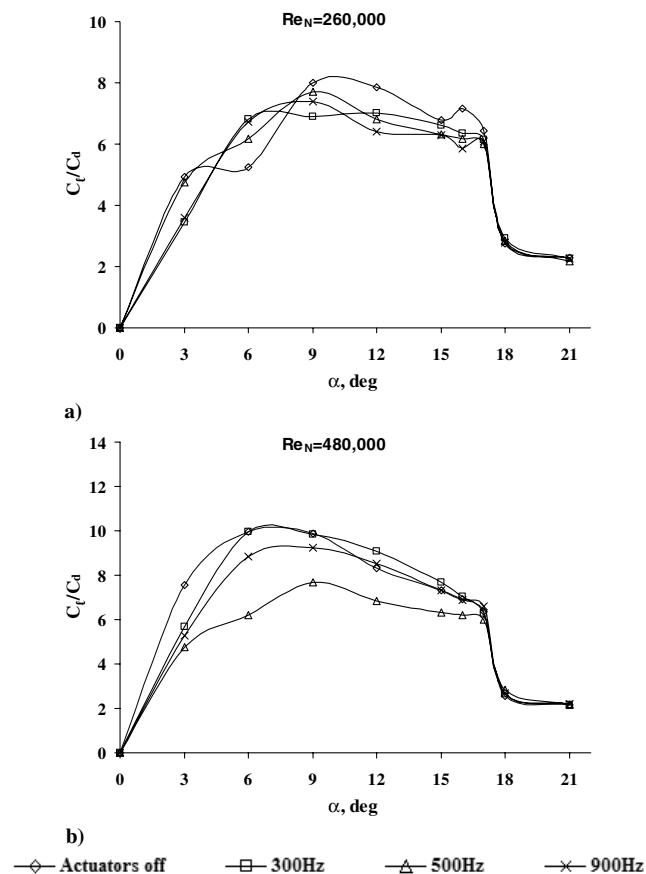 Re_N=260,000
10
8
6
4
2
0
C_ℓ/C_d
0 3 6 9 12 15 18 21
α, deg
a)
Re_N=480,000
14
12
10
8
6
4
2
0
C_ℓ/C_d
0 3 6 9 12 15 18 21
α, deg
b)
Actuators off 300Hz 500Hz 900Hz